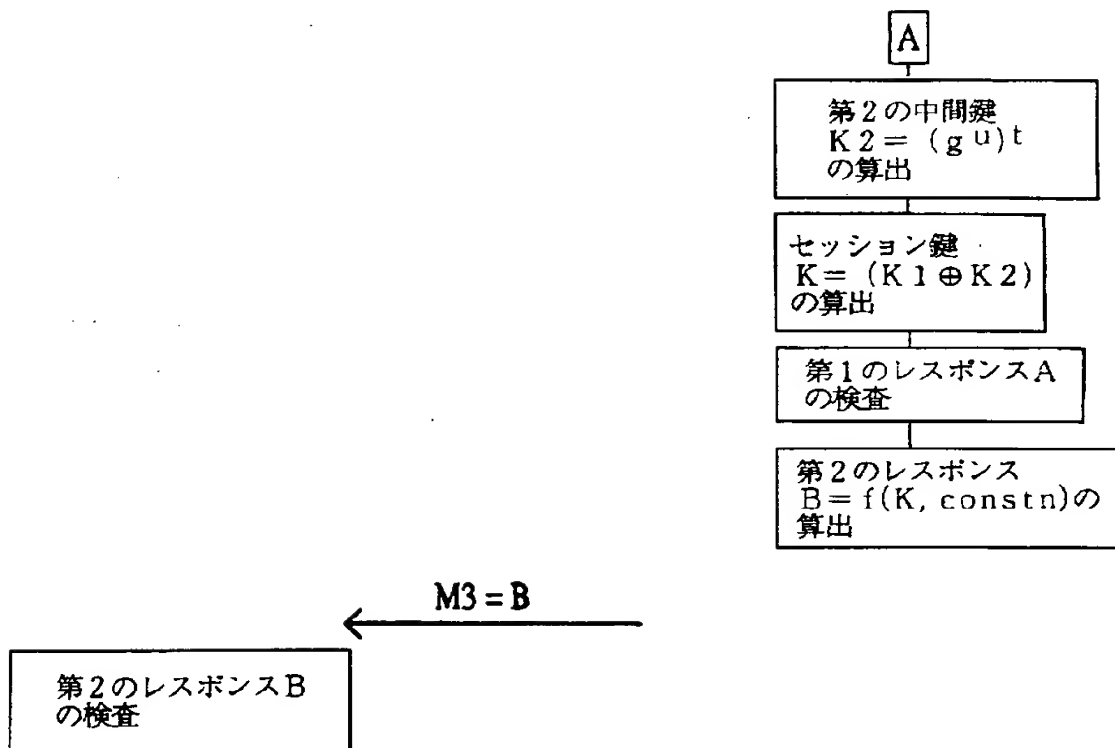 A
第2の中間鍵
K2=(g^u)^t
の算出
セッション鍵
K=(K1⊕K2)
の算出
第1のレスポンスA
の検査
第2のレスポンス
B=f(K, constn)の
算出
M3=B
第2のレスポンスB
の検査